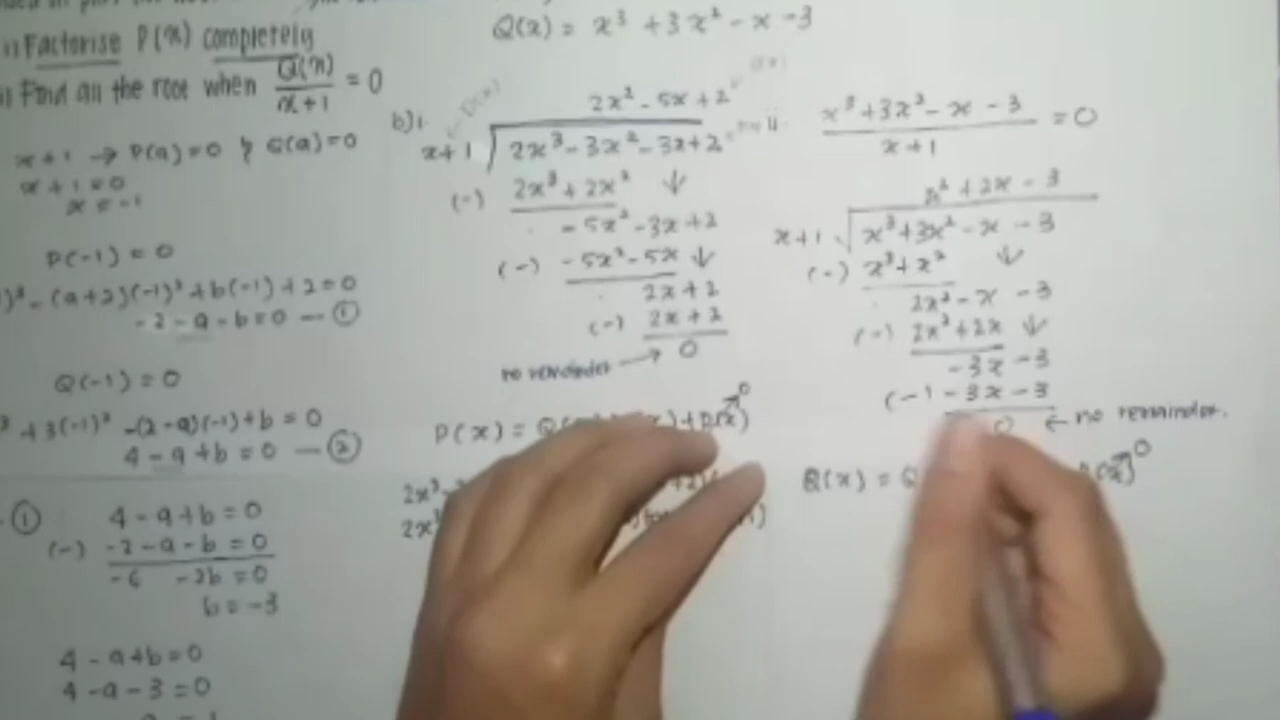 Factorise P(x) completely
Find all the root when Q(x)/x+1 = 0
x+1 → P(a)=0 & Q(a)=0
x+1=0
x=-1
P(-1)=0
-(a+2)(-1)²+b(-1)+2=0
-2-a-b=0 — ①
Q(-1)=0
+3(-1)²-(2-a)(-1)+b=0
4-a+b=0 — ②
①
4-a+b=0
(-) -2-a-b=0
-6 -2b=0
b=-3
4-a+b=0
4-a-3=0
Q(x)= x³+3x²-x-3
b)i.
2x²-5x+2
x+1 2x³-3x²-3x+2
(-) 2x³+2x² ↓
-5x²-3x+2
(-) -5x²-5x ↓
2x+2
(-) 2x+2
no remainder → 0
P(x)=
2x³
2x³
ii.
x³+3x²-x-3 / x+1 = 0
x²+2x-3
x+1 x³+3x²-x-3
(-) x³+x² ↓
2x²-x-3
(-) 2x²+2x ↓
-3x-3
(-) -3x-3
0 ← no remainder.
Q(x)=